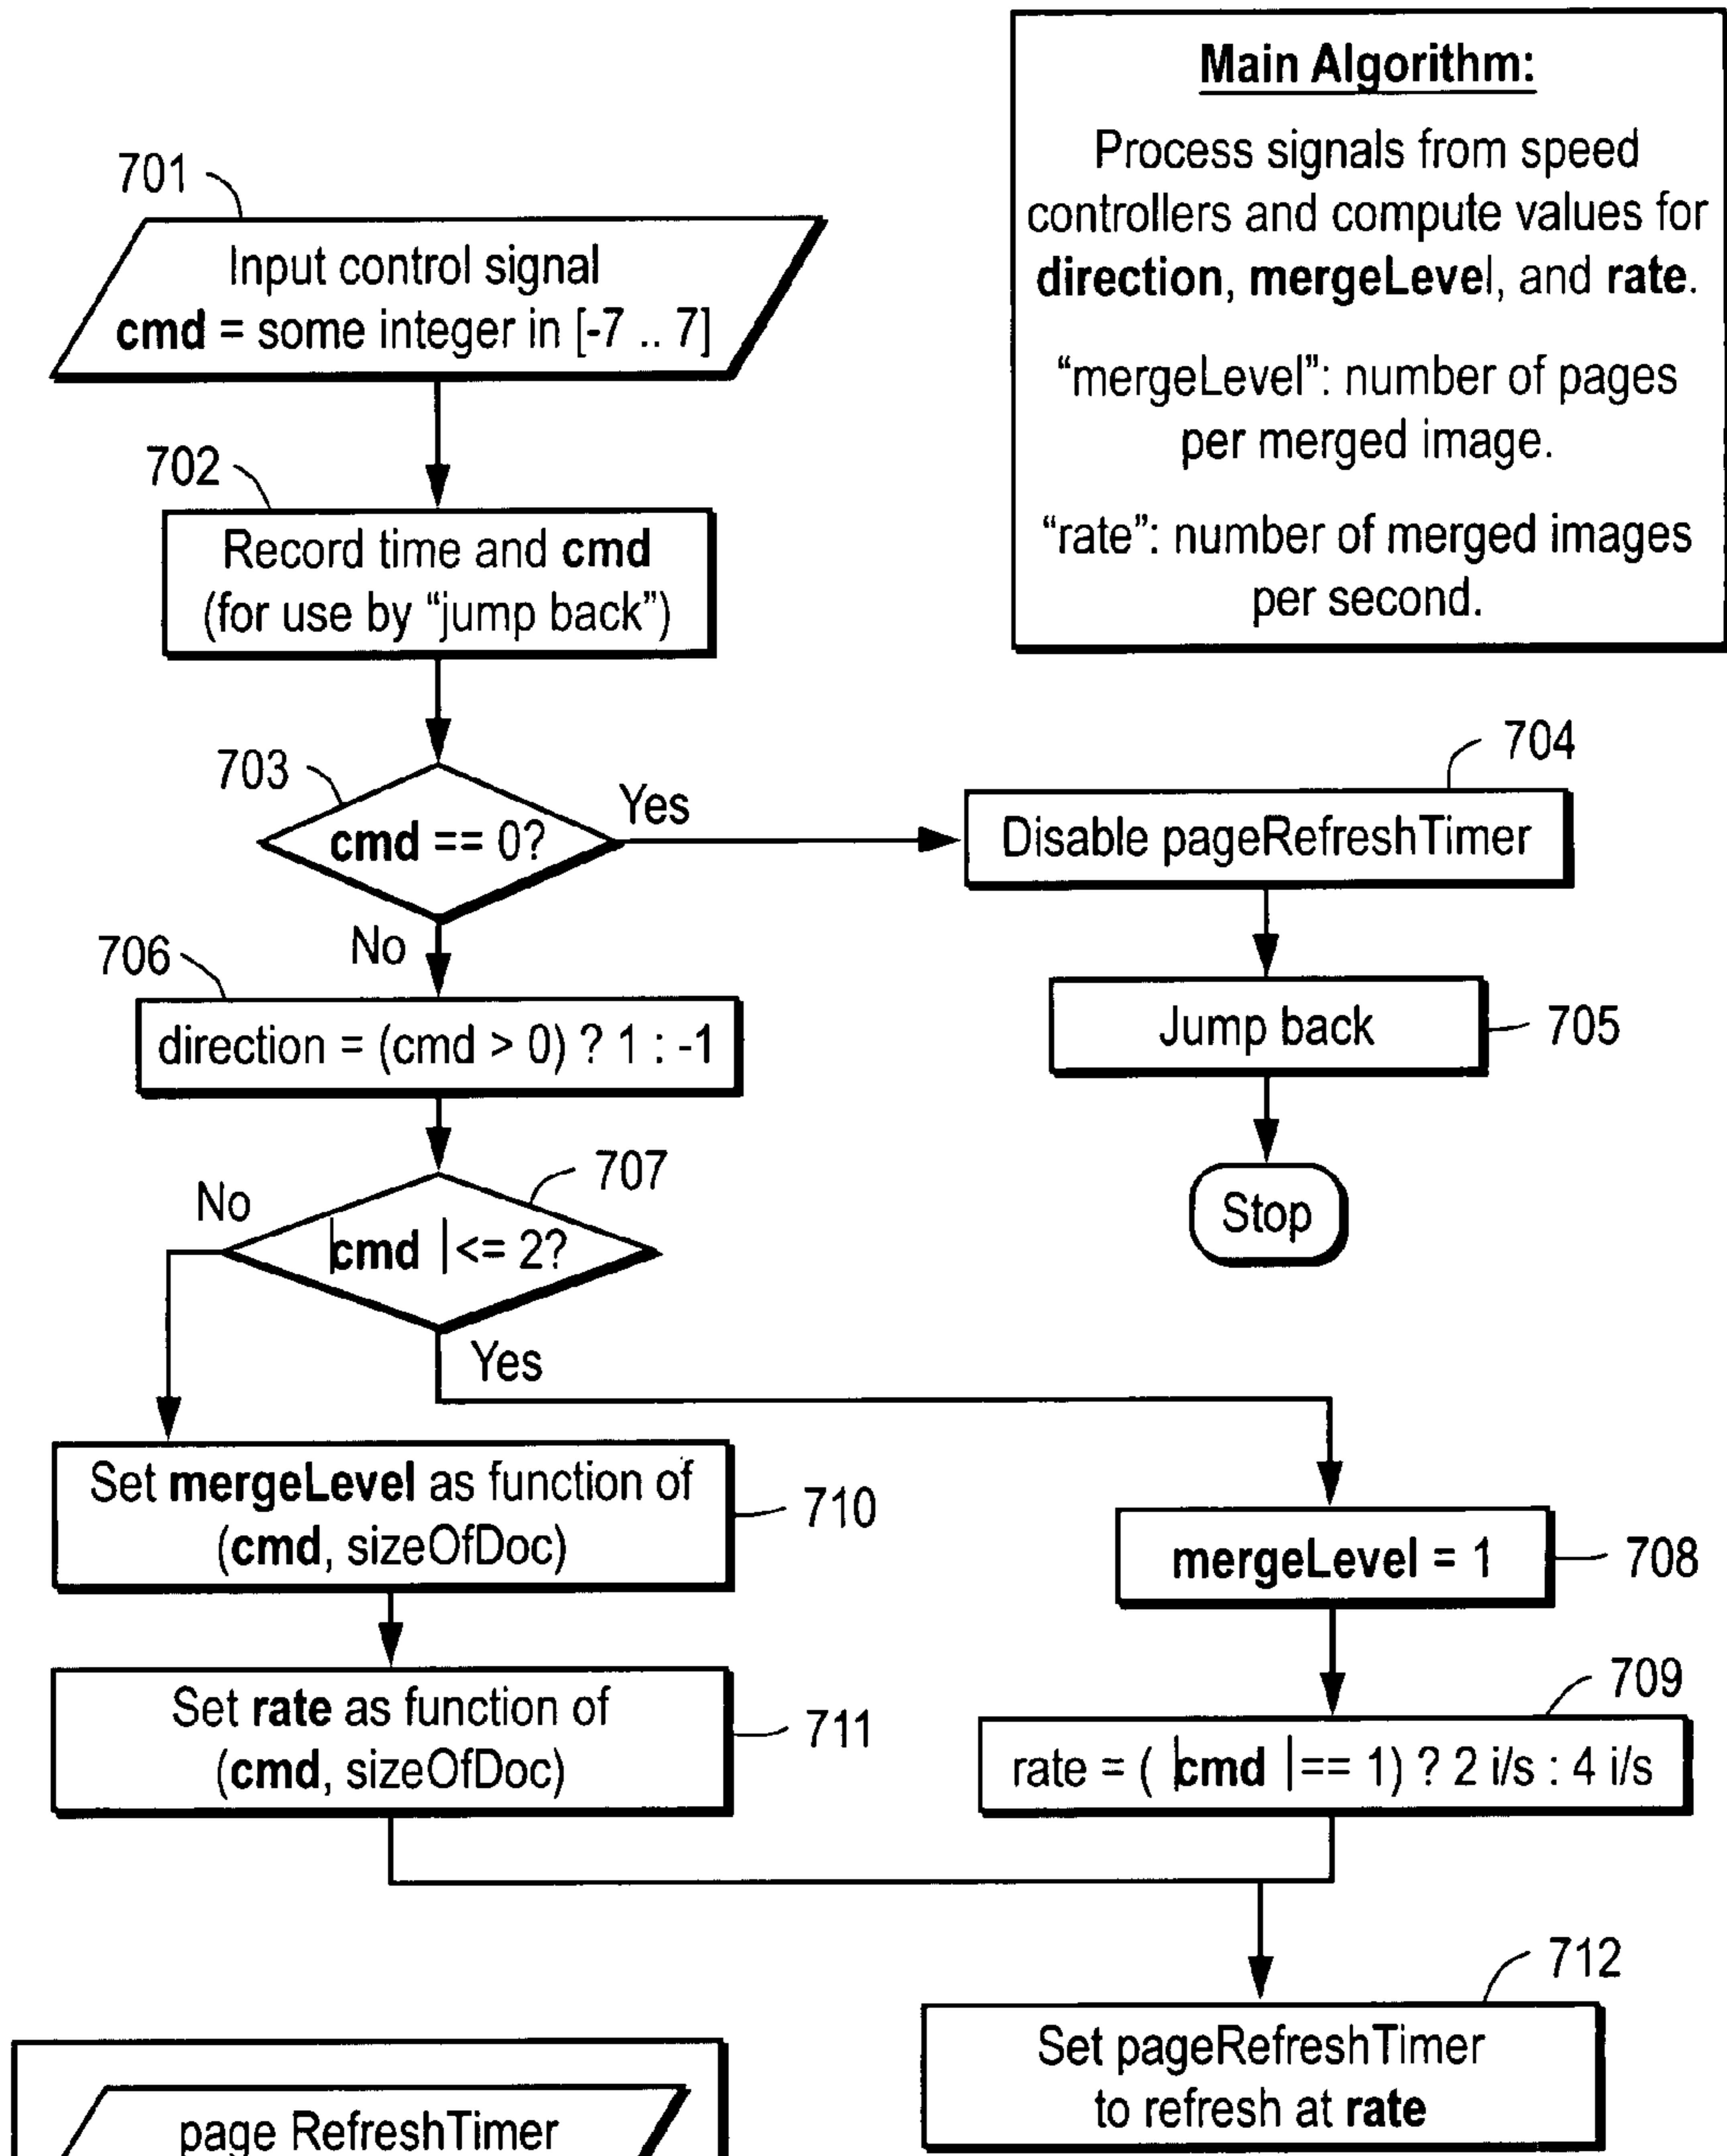 Main Algorithm:
Process signals from speed
controllers and compute values for
direction, mergeLevel, and rate.
“mergeLevel”: number of pages
per merged image.
“rate”: number of merged images
per second.
701
Input control signal
cmd = some integer in [-7 .. 7]
702
Record time and cmd
(for use by “jump back”)
703
cmd == 0?
Yes
704
Disable pageRefreshTimer
No
705
Jump back
Stop
706
direction = (cmd > 0) ? 1 : -1
707
|cmd | <= 2?
No
Yes
710
Set mergeLevel as function of
(cmd, sizeOfDoc)
708
mergeLevel = 1
711
Set rate as function of
(cmd, sizeOfDoc)
709
rate = ( |cmd | == 1) ? 2 i/s : 4 i/s
712
Set pageRefreshTimer
to refresh at rate
page RefreshTimer